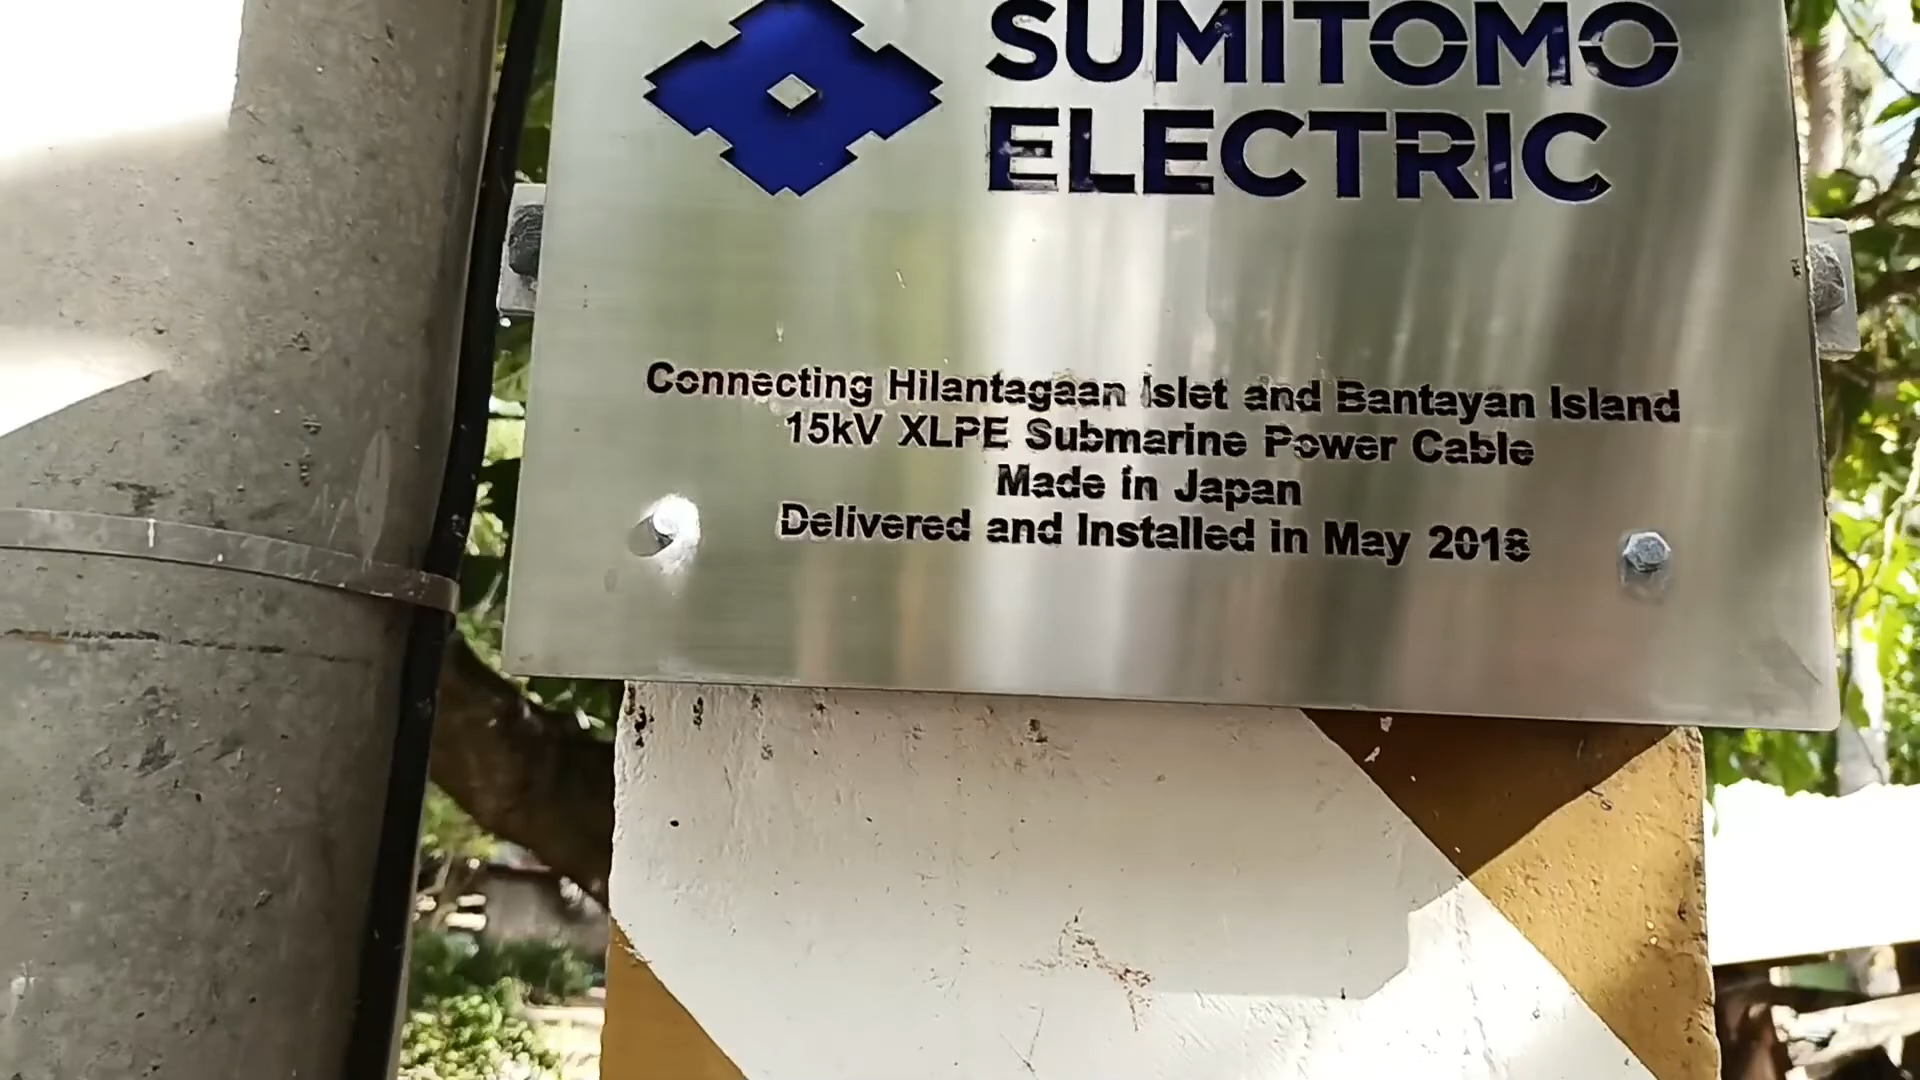 SUMITOMO
ELECTRIC
Connecting Hilantagaan Islet and Bantayan Island
15kV XLPE Submarine Power Cable
Made in Japan
Delivered and Installed in May 2018